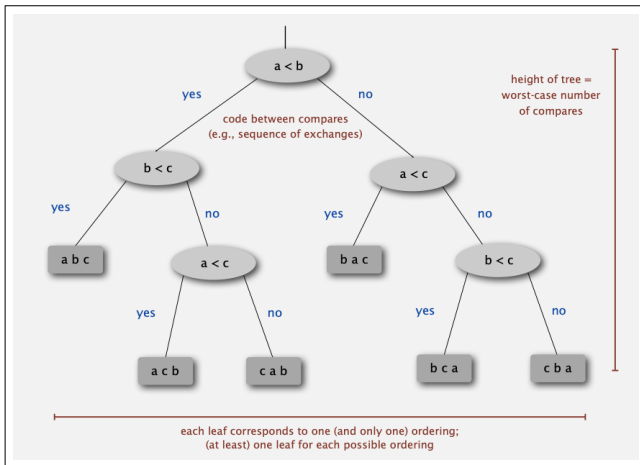 a < b
yes
no
height of tree =
worst-case number
of compares
code between compares
(e.g., sequence of exchanges)
b < c
a < c
yes
no
yes
no
a b c
a < c
b a c
b < c
yes
no
yes
no
a c b
c a b
b c a
c b a
each leaf corresponds to one (and only one) ordering;
(at least) one leaf for each possible ordering